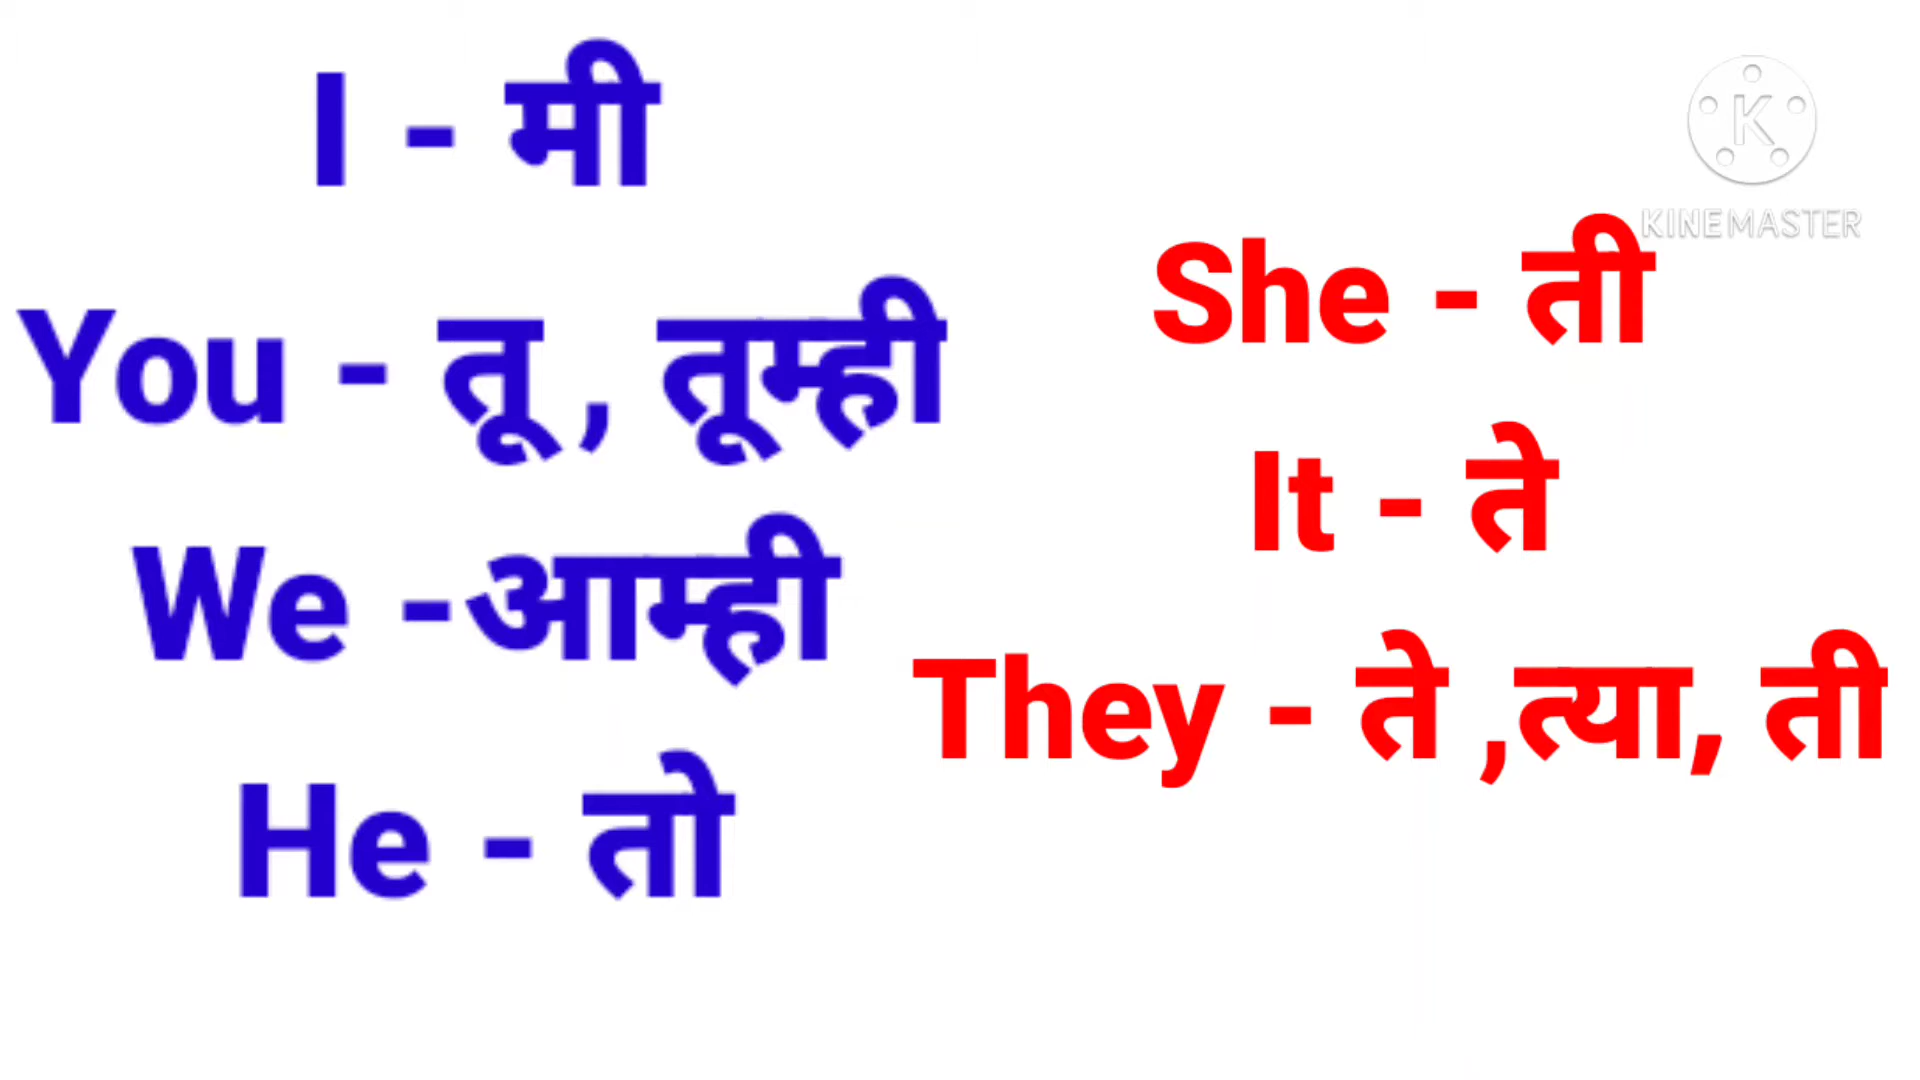 I - मी
You - तू , तूम्ही
We -आम्ही
He - तो
K
KINEMASTER
She - ती
It - ते
They - ते ,त्या, ती